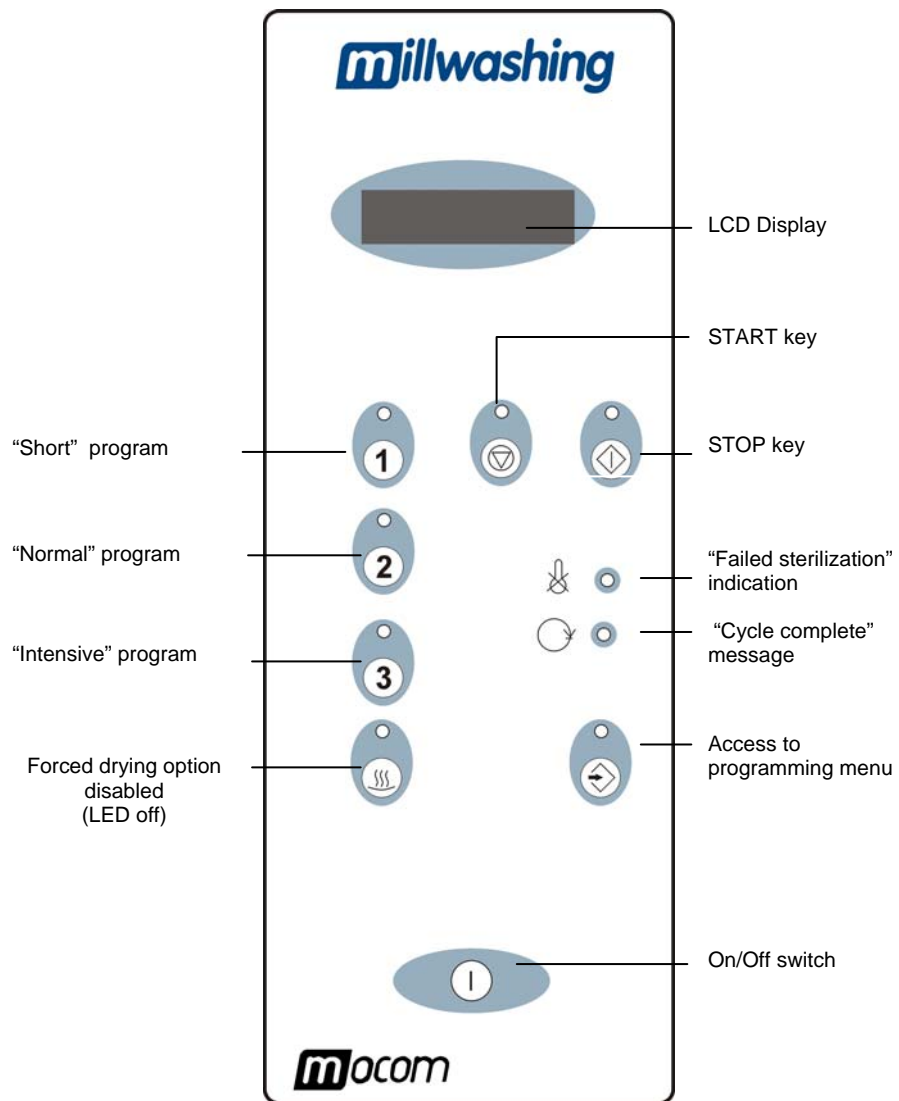 millwashing
LCD Display
START key
“Short” program
1
STOP key
“Normal” program
2
“Failed sterilization”
indication
“Cycle complete”
message
“Intensive” program
3
Forced drying option
disabled
(LED off)
Access to
programming menu
On/Off switch
mocom